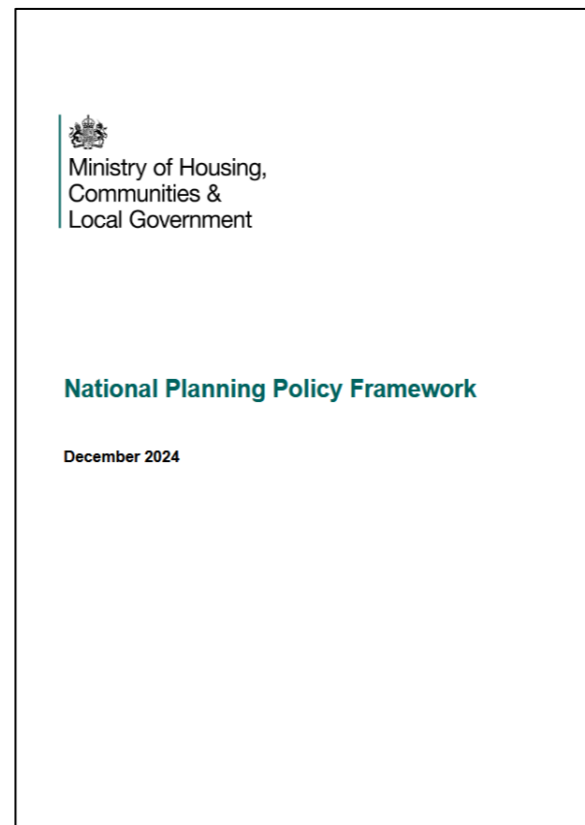 Ministry of Housing,
Communities &
Local Government
National Planning Policy Framework
December 2024